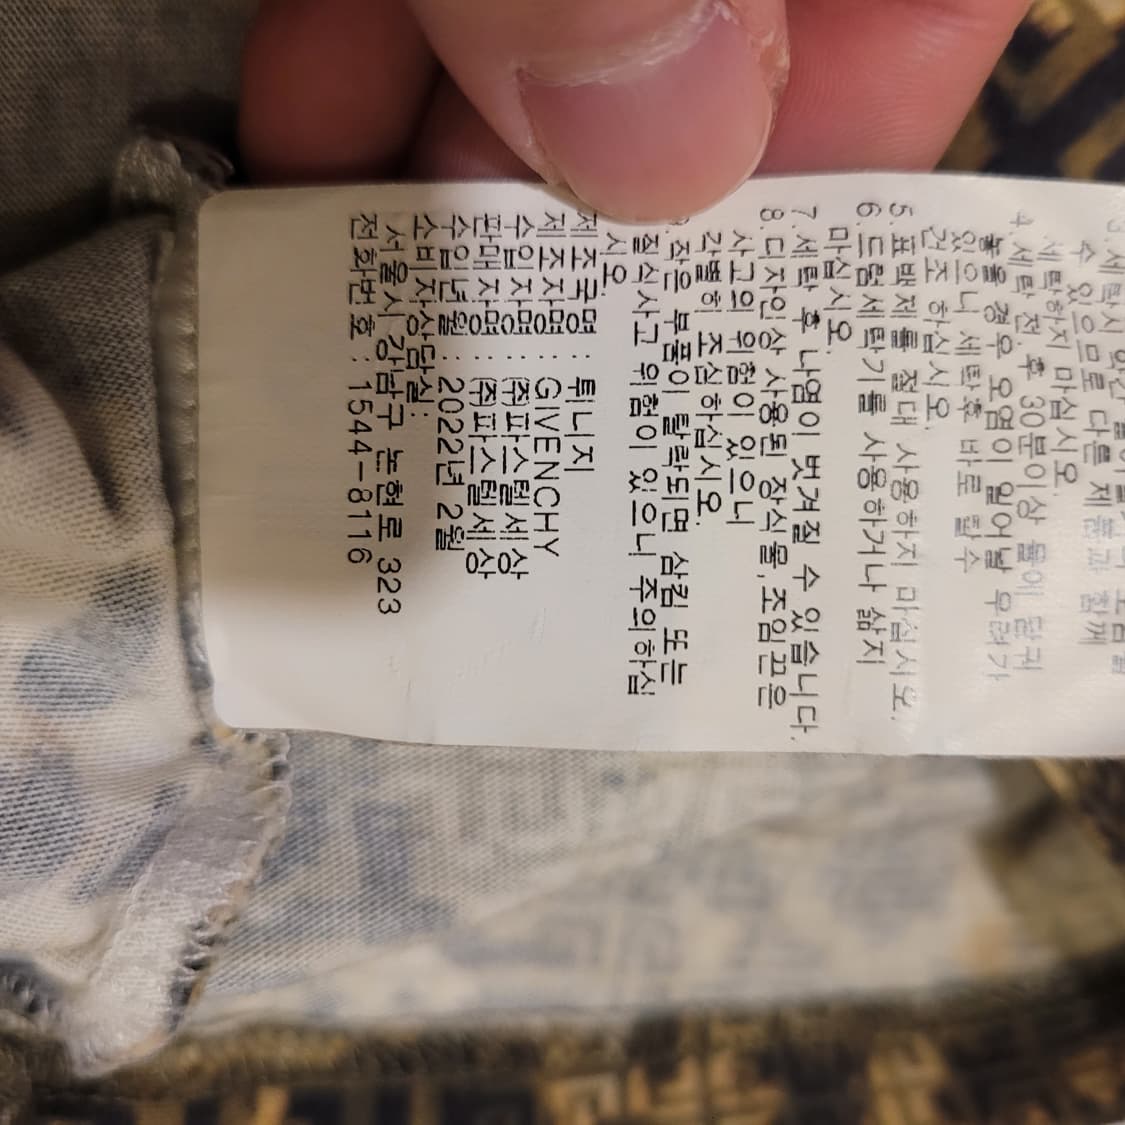 수 있으므로 다른 제품과 함께
세탁하지 마십시오.
4. 세탁 전. 후 30분이상 물에 담궈
놓을 경우 오염이 일어날 우려가
있으니 세탁후 바로 탈수
건조 하십시오.
5. 표백제를 절대 사용하지 마십시오.
6. 드럼세탁기를 사용하거나 삶지
마십시오.
7. 세탁 후 나염이 벗겨질 수 있습니다.
8. 디자인상 사용된 장식물,조임끈은
사고의 위험이 있으니
각별히 조심하십시오.
작은 부품이 탈락되면 삼킴 또는
질식사고 위험이 있으니 주의하십
시오.
제조국명 : 튀니지
제조자명 : GIVENCHY
수입자명 : (주)파스텔세상
판매자명 : (주)파스텔세상
수입년월 : 2022년 2월
소비자상담실:
서울시 강남구 논현로 323
전화번호 : 1544-8116